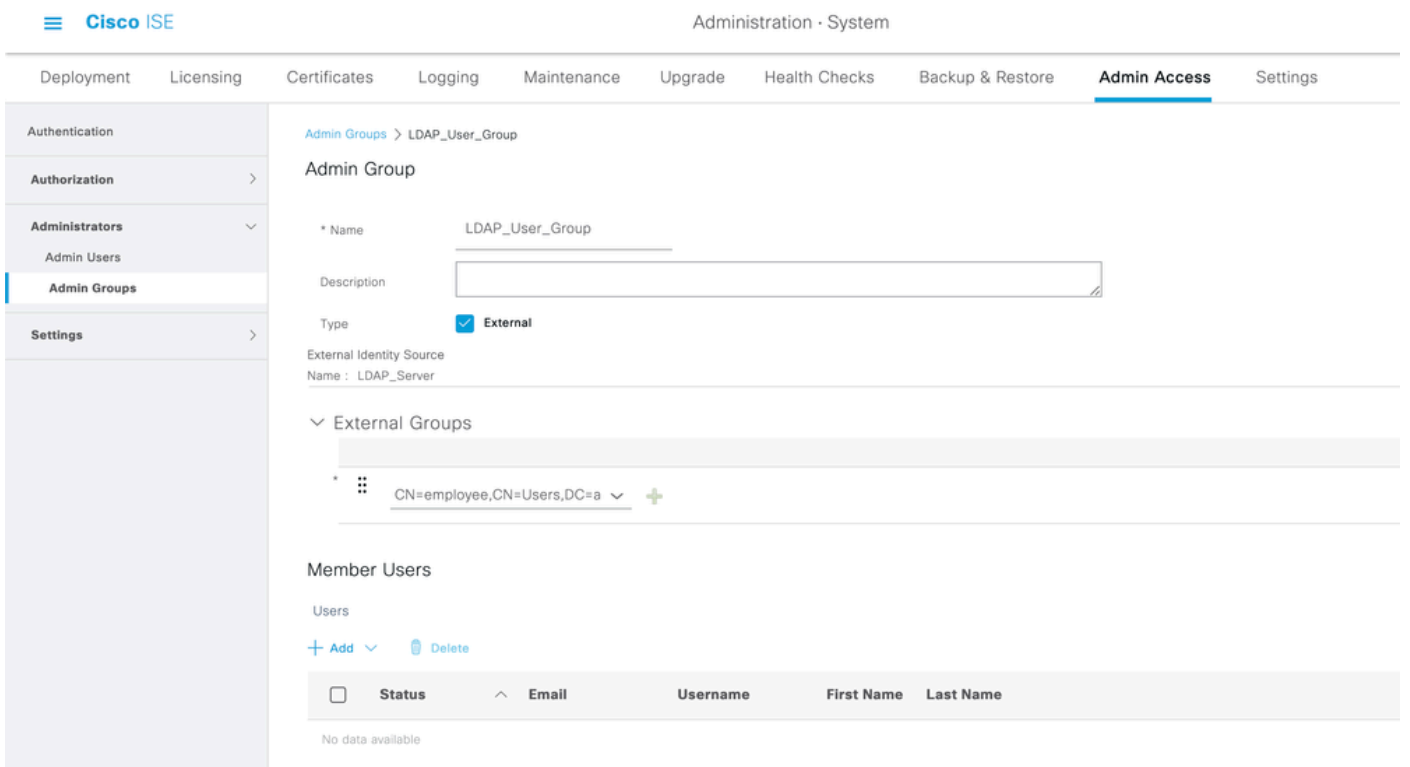 Cisco ISE
Administration · System
Deployment Licensing Certificates Logging Maintenance Upgrade Health Checks Backup & Restore Admin Access Settings
Authentication
Authorization
Administrators
Admin Users
Admin Groups
Settings
Admin Groups > LDAP_User_Group
Admin Group
* Name LDAP_User_Group
Description
Type External
External Identity Source
Name : LDAP_Server
External Groups
* CN=employee,CN=Users,DC=a
Member Users
Users
+ Add Delete
Status Email Username First Name Last Name
No data available